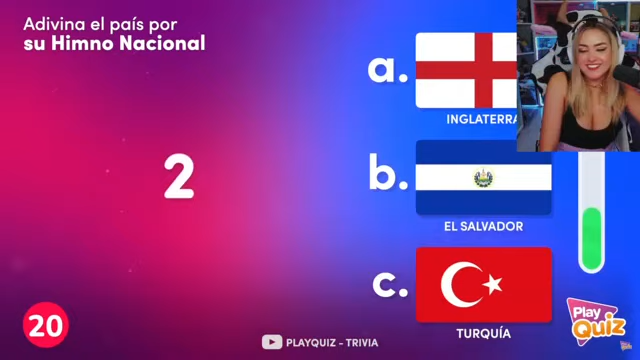 Adivina el país por
su Himno Nacional
a.
INGLATERRA
2
b.
EL SALVADOR
c.
TURQUÍA
20
PLAYQUIZ - TRIVIA
Play
Quiz